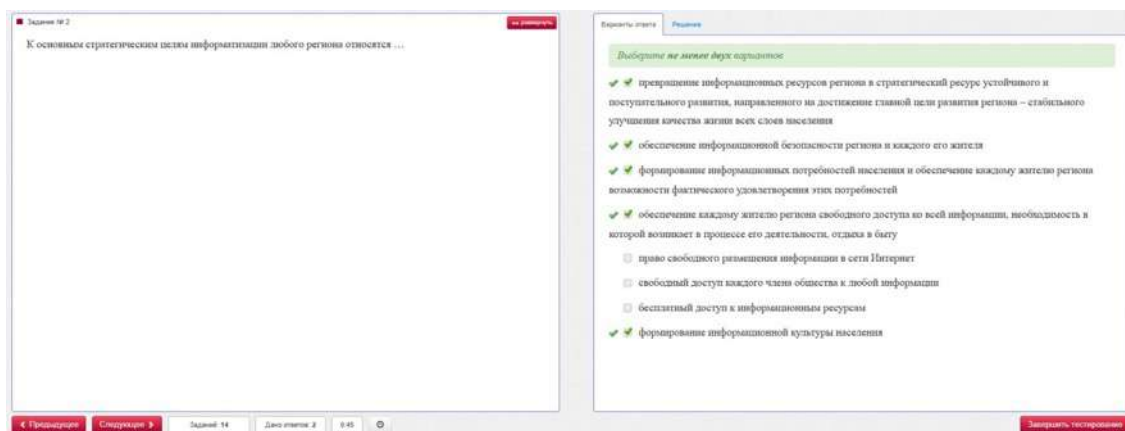 Задание № 2
развернуть
К основным стратегическим целям информатизации любого региона относятся …
Варианты ответа Решение
Выберите не менее двух вариантов
превращение информационных ресурсов региона в стратегический ресурс устойчивого и
поступательного развития, направленного на достижение главной цели развития региона – стабильного
улучшения качества жизни всех слоев населения
обеспечение информационной безопасности региона и каждого его жителя
формирование информационных потребностей населения и обеспечение каждому жителю региона
возможности фактического удовлетворения этих потребностей
обеспечение каждому жителю региона свободного доступа ко всей информации, необходимость в
которой возникает в процессе его деятельности, отдыха в быту
право свободного размещения информации в сети Интернет
свободный доступ каждого члена общества к любой информации
бесплатный доступ к информационным ресурсам
формирование информационной культуры населения
Предыдущее Следующее Заданий: 14 Дано ответов: 2 0:45
Завершить тестирование